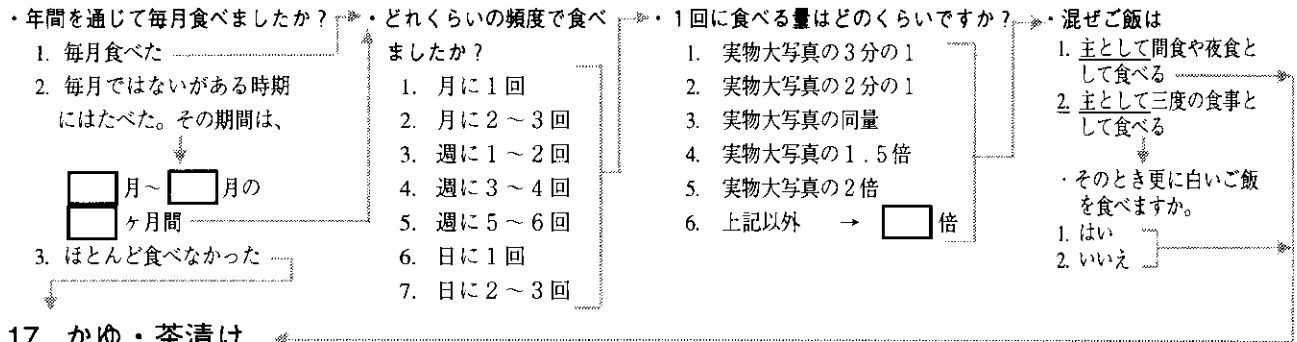 ・年間を通じて毎月食べましたか？
1. 毎月食べた
2. 毎月ではないがある時期
にはたべた。その期間は、
月～ 月の
ヶ月間
3. ほとんど食べなかった
・どれくらいの頻度で食べ
ましたか？
1. 月に１回
2. 月に２～３回
3. 週に１～２回
4. 週に３～４回
5. 週に５～６回
6. 日に１回
7. 日に２～３回
・１回に食べる量はどのくらいですか？
1. 実物大写真の３分の１
2. 実物大写真の２分の１
3. 実物大写真の同量
4. 実物大写真の１．５倍
5. 実物大写真の２倍
6. 上記以外 → 倍
・混ぜご飯は
1. 主として間食や夜食と
して食べる
2. 主として三度の食事と
して食べる
・そのとき更に白いご飯
を食べますか。
1. はい
2. いいえ
17 かゆ・茶漬け